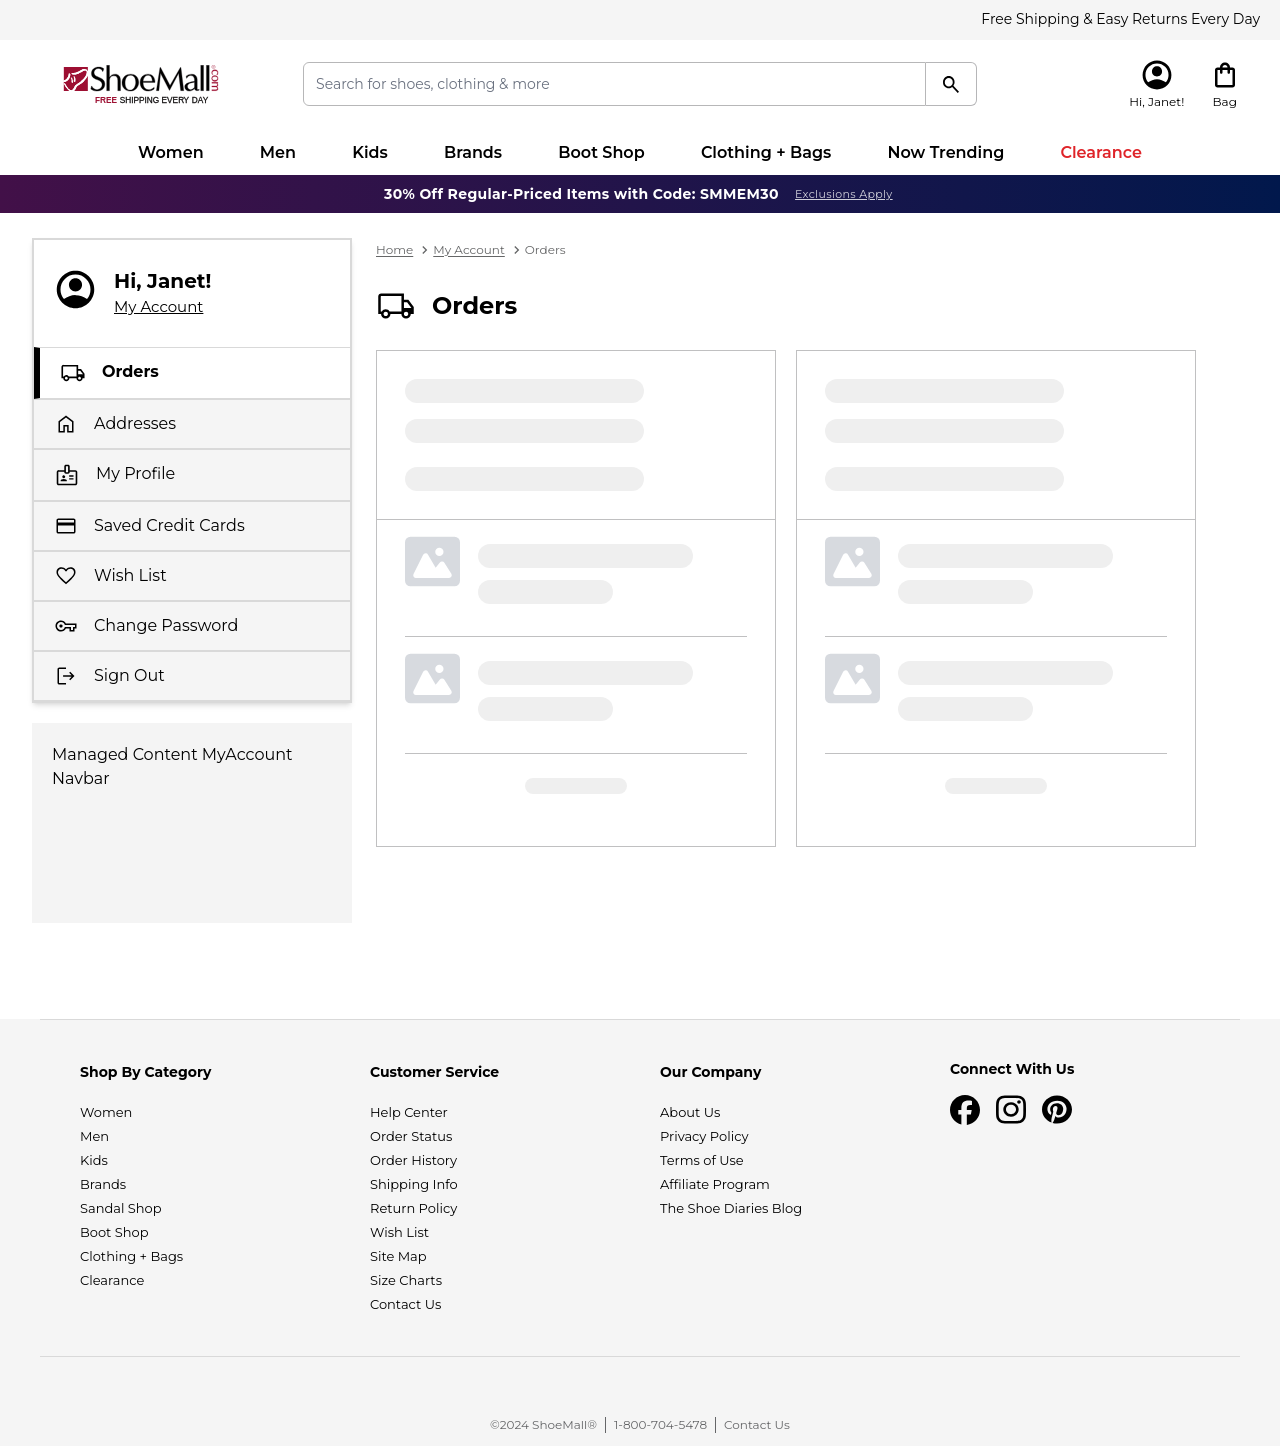 Free Shipping & Easy Returns Every Day
ShoeMall.com
FREE SHIPPING EVERY DAY
Search for shoes, clothing & more
Hi, Janet!
Bag
Women
Men
Kids
Brands
Boot Shop
Clothing + Bags
Now Trending
Clearance
30% Off Regular-Priced Items with Code: SMMEM30 Exclusions Apply
Hi, Janet!
My Account
Orders
Addresses
My Profile
Saved Credit Cards
Wish List
Change Password
Sign Out
Managed Content MyAccount
Navbar
Home > My Account > Orders
Orders
Shop By Category
Women
Men
Kids
Brands
Sandal Shop
Boot Shop
Clothing + Bags
Clearance
Customer Service
Help Center
Order Status
Order History
Shipping Info
Return Policy
Wish List
Site Map
Size Charts
Contact Us
Our Company
About Us
Privacy Policy
Terms of Use
Affiliate Program
The Shoe Diaries Blog
Connect With Us
©2024 ShoeMall® | 1-800-704-5478 | Contact Us